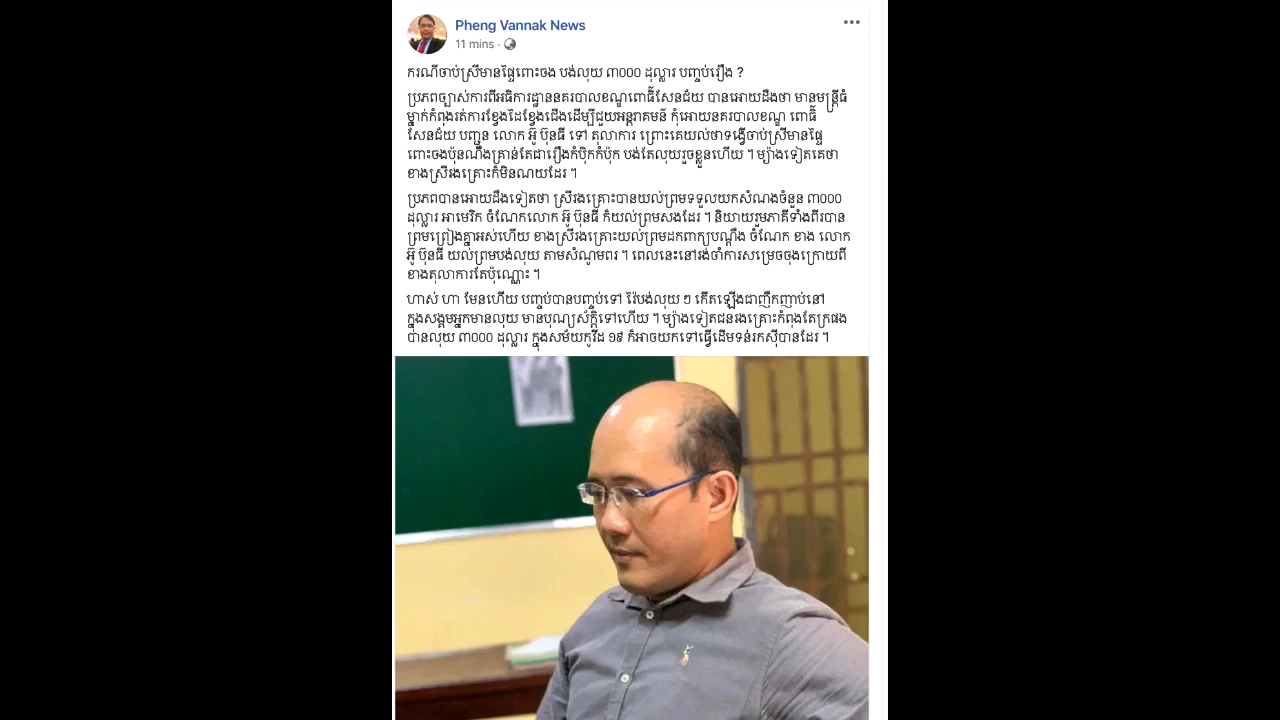 Pheng Vannak News
11 mins ·
ករណីចាប់ស្រីមានផ្ទៃពោះចង បង់លុយ ៣០០០ ដុល្លារ បញ្ចប់រឿង ?
ប្រភពច្បាស់ការពីអធិការដ្ឋាននគរបាលខណ្ឌពោធិ៍សែនជ័យ បានអោយដឹងថា មានមន្ត្រីធំ
ម្នាក់កំពុងរត់ការខ្វែងដៃខ្វែងជើងដើម្បីជួយអន្តរាគមន៍ កុំអោយនគរបាលខណ្ឌ ពោធិ៍
សែនជ័យ បញ្ជូន លោក អ៊ូ ប៊ុនធី ទៅ តុលាការ ព្រោះគេយល់ថាទង្វើចាប់ស្រីមានផ្ទៃ
ពោះចងប៉ុនណឹងគ្រាន់តែជារឿងកំប៉ិកកំប៉ុក បង់តែលុយរួចខ្លួនហើយ ។ ម្យ៉ាងទៀតគេថា
ខាងស្រីរងគ្រោះក៏មិនណយដែរ ។
ប្រភពបានអោយដឹងទៀតថា ស្រីរងគ្រោះបានយល់ព្រមទទួលយកសំណងចំនួន ៣០០០
ដុល្លារ អាមេរិក ចំណែកលោក អ៊ូ ប៊ុនធី ក៏យល់ព្រមសងដែរ ។ និយាយរួមភាគីទាំងពីរបាន
ព្រមព្រៀងគ្នាអស់ហើយ ខាងស្រីរងគ្រោះយល់ព្រមដកពាក្យបណ្តឹង ចំណែក ខាង លោក
អ៊ូ ប៊ុនធី យល់ព្រមបង់លុយ តាមសំណូមពរ ។ ពេលនេះនៅរង់ចាំការសម្រេចចុងក្រោយពី
ខាងតុលាការតែប៉ុណ្ណោះ ។
ហាស់ ហា មែនហើយ បញ្ចប់បានបញ្ចប់ទៅ រ៉ៃបង់លុយ ៗ កើតឡើងជាញឹកញាប់នៅ
ក្នុងសង្គមអ្នកមានលុយ មានបុណ្យស័ក្តិទៅហើយ ។ ម្យ៉ាងទៀតជនរងគ្រោះកំពុងតែក្រផង
បានលុយ ៣០០០ ដុល្លារ ក្នុងសម័យកូវីដ ១៩ ក៏អាចយកទៅធ្វើដើមទន់រកស៊ីបានដែរ ។